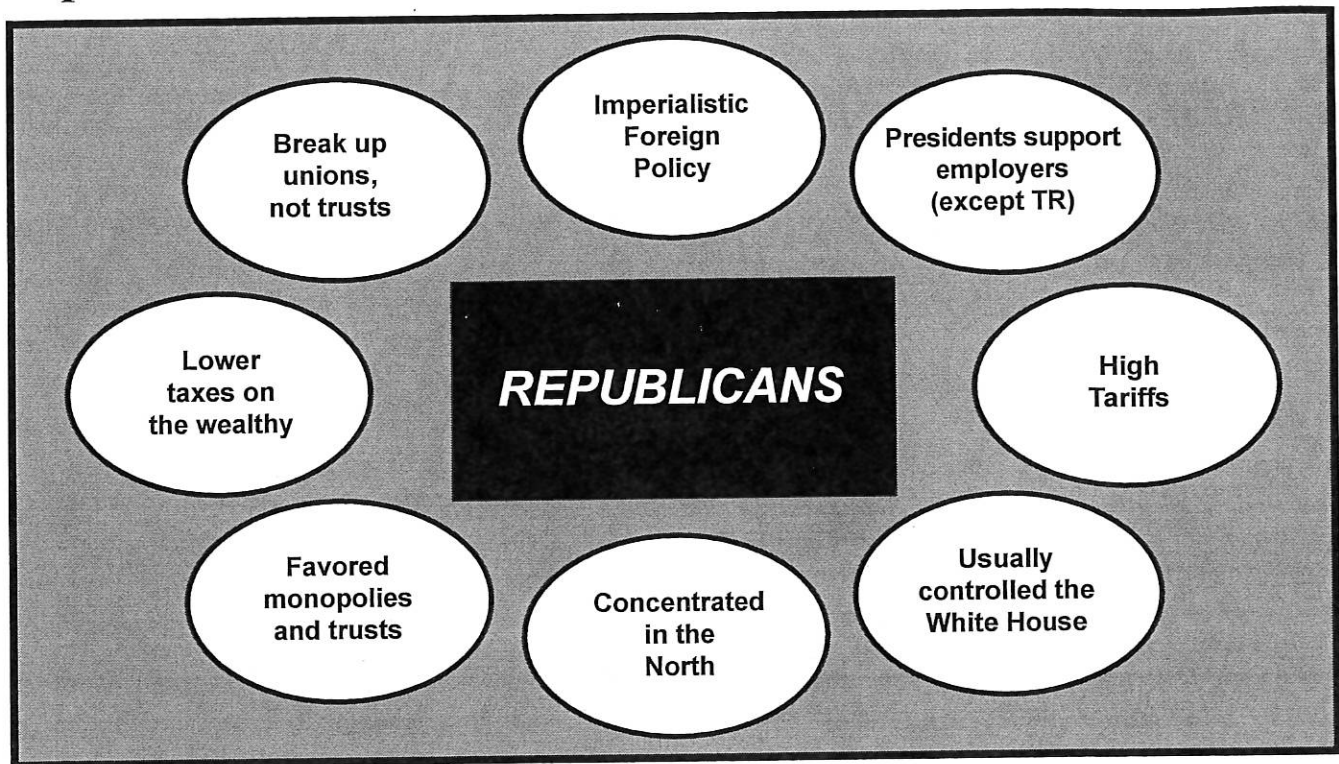 Imperialistic
Foreign
Policy
Presidents support
employers
(except TR)
High
Tariffs
Usually
controlled the
White House
Concentrated
in the
North
Favored
monopolies
and trusts
Lower
taxes on
the wealthy
Break up
unions,
not trusts
REPUBLICANS